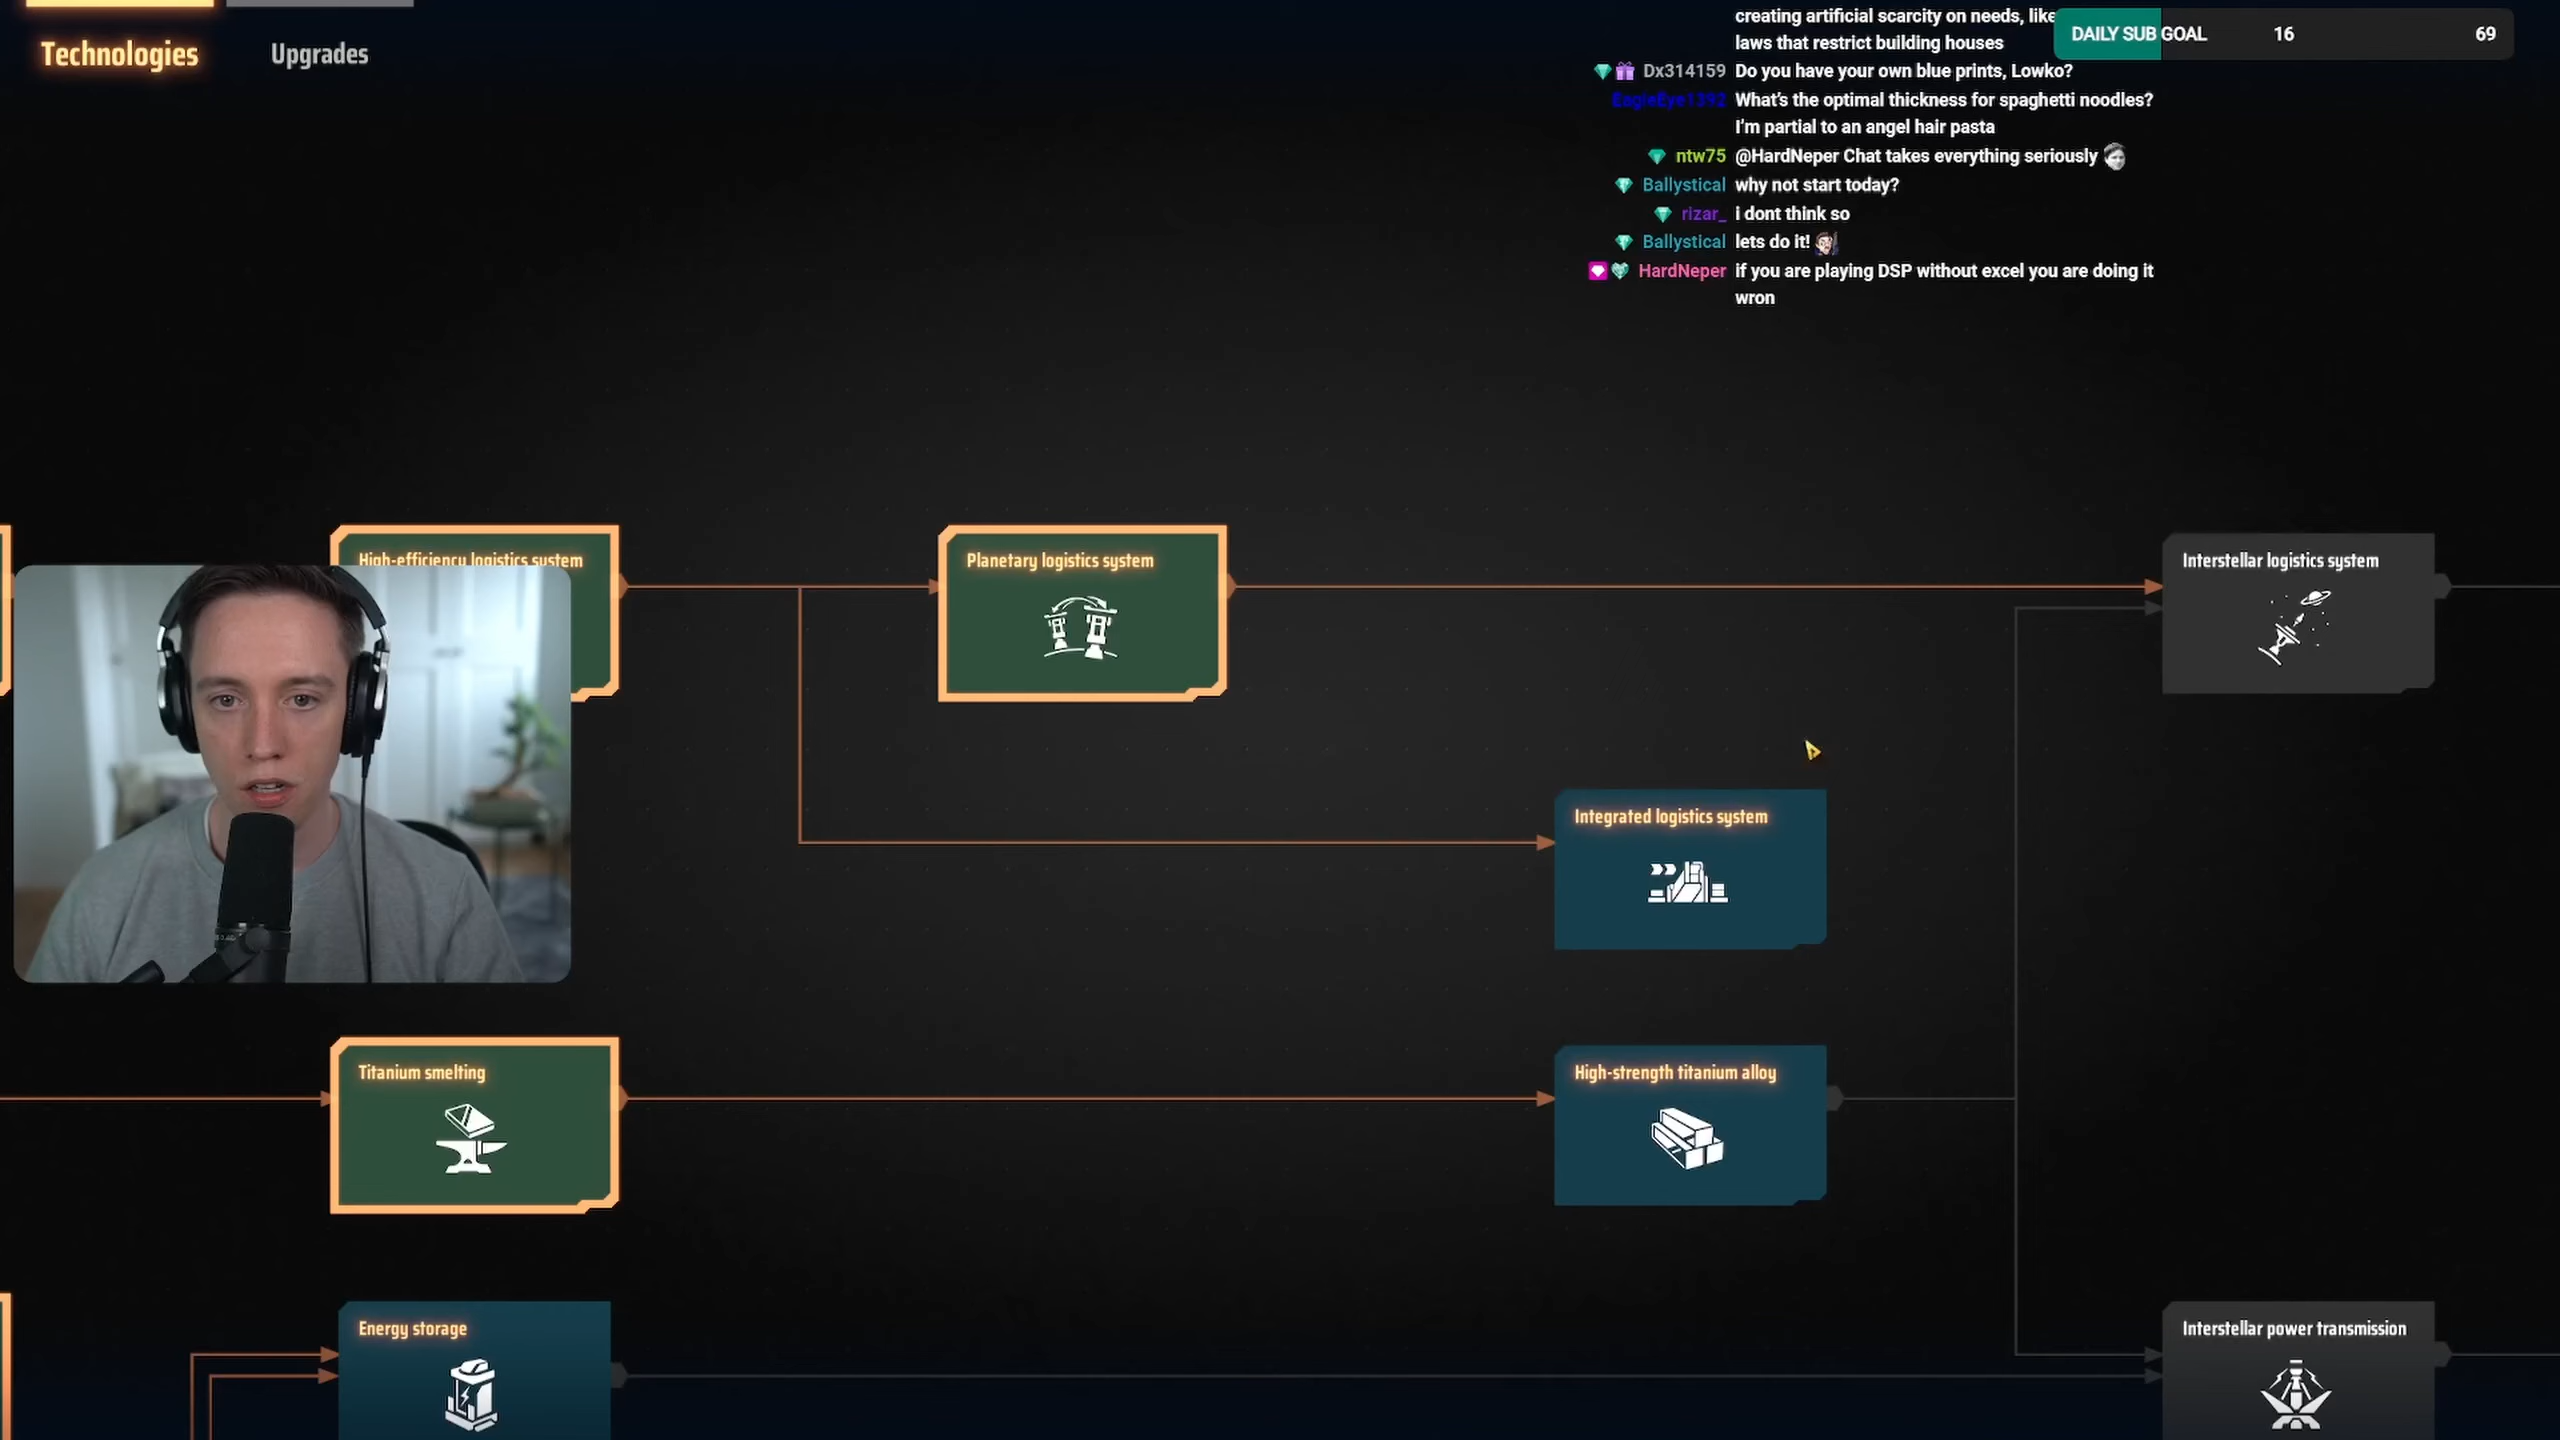 Technologies
Upgrades
creating artificial scarcity on needs, like
laws that restrict building houses
DAILY SUB GOAL 16 69
Dx314159 Do you have your own blue prints, Lowko?
EagleEye1392 What's the optimal thickness for spaghetti noodles?
I'm partial to an angel hair pasta
ntw75 @HardNeper Chat takes everything seriously
Ballystical why not start today?
rizar_ i dont think so
Ballystical lets do it!
HardNeper if you are playing DSP without excel you are doing it
wron
High-efficiency logistics system
Planetary logistics system
Interstellar logistics system
Integrated logistics system
Titanium smelting
High-strength titanium alloy
Energy storage
Interstellar power transmission